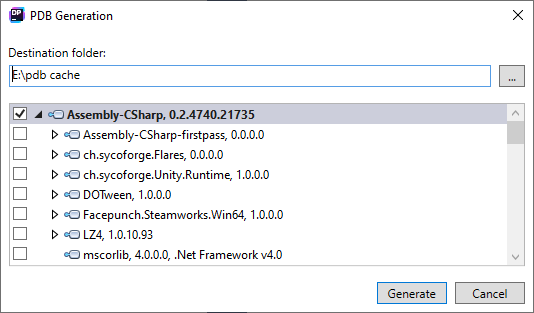 DP PDB Generation
Destination folder:
E:\pdb cache
...
Assembly-CSharp, 0.2.4740.21735
Assembly-CSharp-firstpass, 0.0.0.0
ch.sycoforge.Flares, 0.0.0.0
ch.sycoforge.Unity.Runtime, 1.0.0.0
DOTween, 1.0.0.0
Facepunch.Steamworks.Win64, 1.0.0.0
LZ4, 1.0.10.93
mscorlib, 4.0.0.0, .Net Framework v4.0
Generate
Cancel